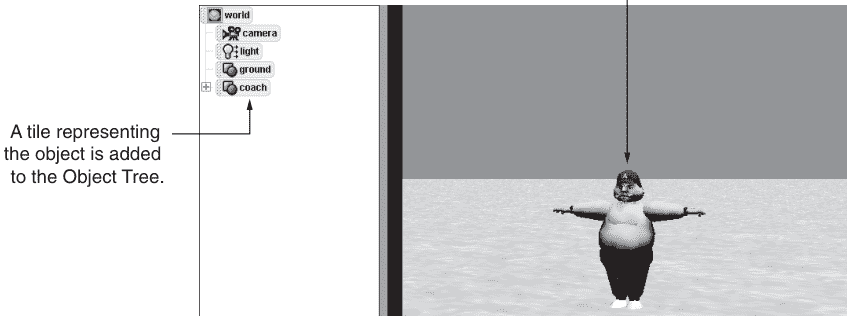 world
camera
light
ground
coach
A tile representing
the object is added
to the Object Tree.